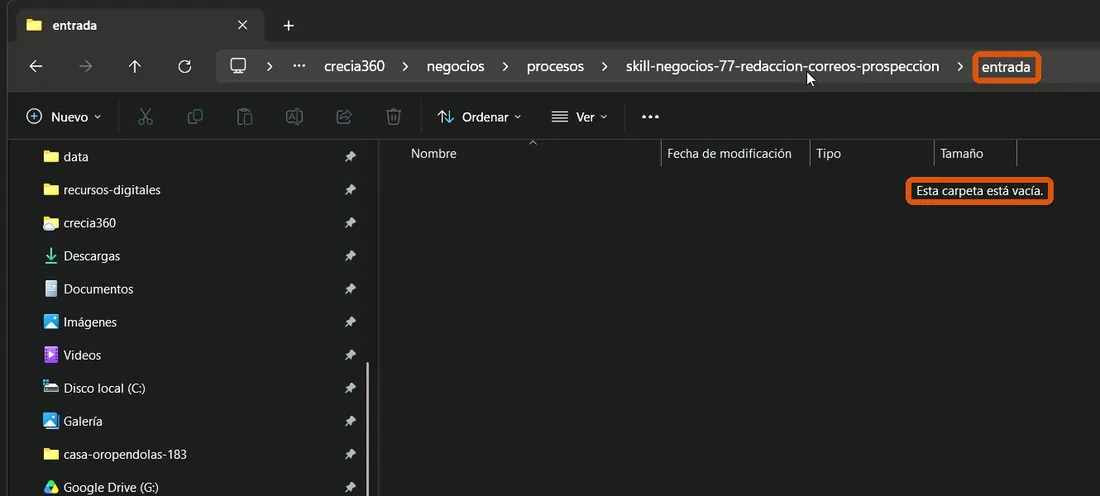 entrada
crecia360 negocios procesos skill-negocios-77-redaccion-correos-prospeccion entrada
Nuevo Ordenar Ver
Nombre Fecha de modificación Tipo Tamaño
Esta carpeta está vacía.
data
recursos-digitales
crecia360
Descargas
Documentos
Imágenes
Videos
Disco local (C:)
Galería
casa-oropendolas-183
Google Drive (G:)